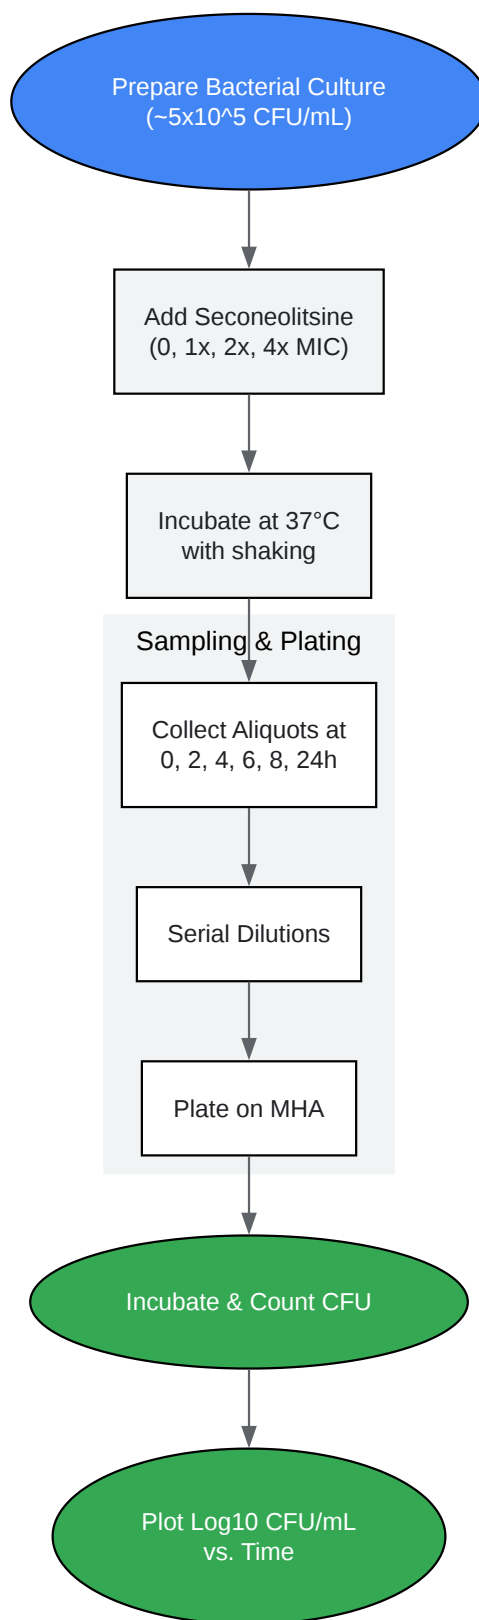 Prepare Bacterial Culture
(~5x10^5 CFU/mL)
Add Seconeolitsine
(0, 1x, 2x, 4x MIC)
Incubate at 37°C
with shaking
Sampling & Plating
Collect Aliquots at
0, 2, 4, 6, 8, 24h
Serial Dilutions
Plate on MHA
Incubate & Count CFU
Plot Log10 CFU/mL
vs. Time